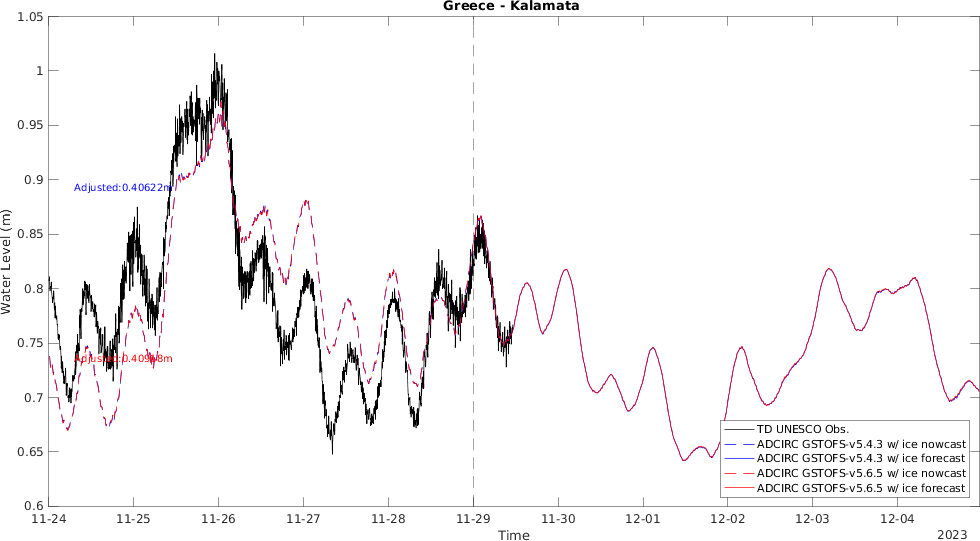 Greece - Kalamata
1.05
1
0.95
0.9
0.85
0.8
0.75
0.7
0.65
0.6
Water Level (m)
Adjusted:0.40622m
TD UNESCO Obs.
ADCIRC GSTOFS-v5.4.3 w/ ice nowcast
ADCIRC GSTOFS-v5.4.3 w/ ice forecast
ADCIRC GSTOFS-v5.6.5 w/ ice nowcast
ADCIRC GSTOFS-v5.6.5 w/ ice forecast
11-24 11-25 11-26 11-27 11-28 11-29 11-30 12-01 12-02 12-03 12-04
Time
2023